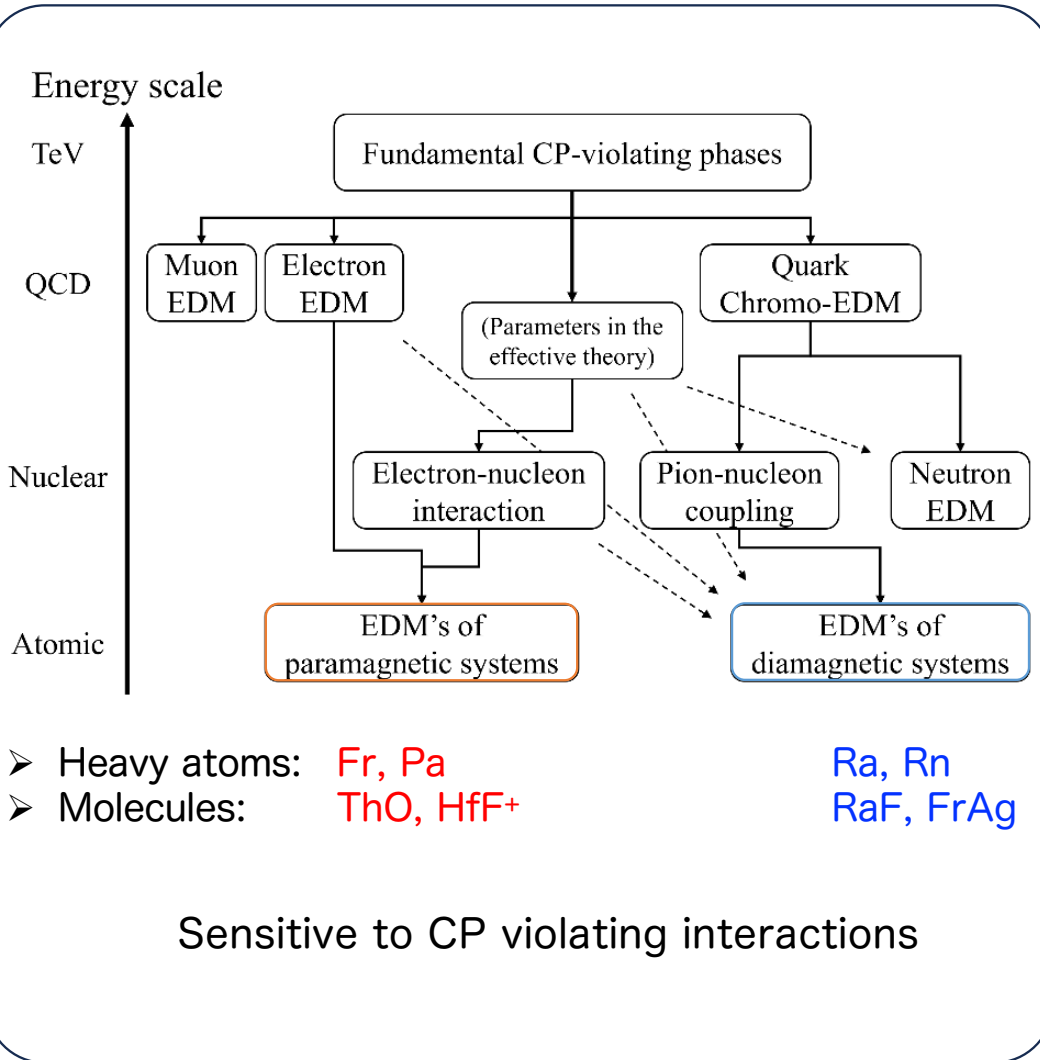 Energy scale
TeV
Fundamental CP-violating phases
QCD
Muon
EDM
Electron
EDM
Quark
Chromo-EDM
(Parameters in the
effective theory)
Nuclear
Electron-nucleon
interaction
Pion-nucleon
coupling
Neutron
EDM
Atomic
EDM’s of
paramagnetic systems
EDM’s of
diamagnetic systems
➤ Heavy atoms: Fr, Pa Ra, Rn
➤ Molecules: ThO, HfF⁺ RaF, FrAg
Sensitive to CP violating interactions